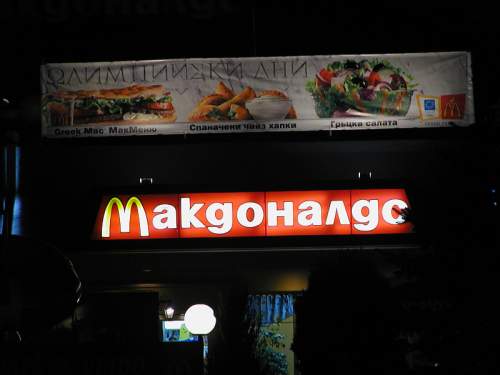 ОЛИМПИЙСКИ ДНИ
Greek Mac МакМеню
Спаначени чийз хапки
Гръцка салата
Макдоналдс